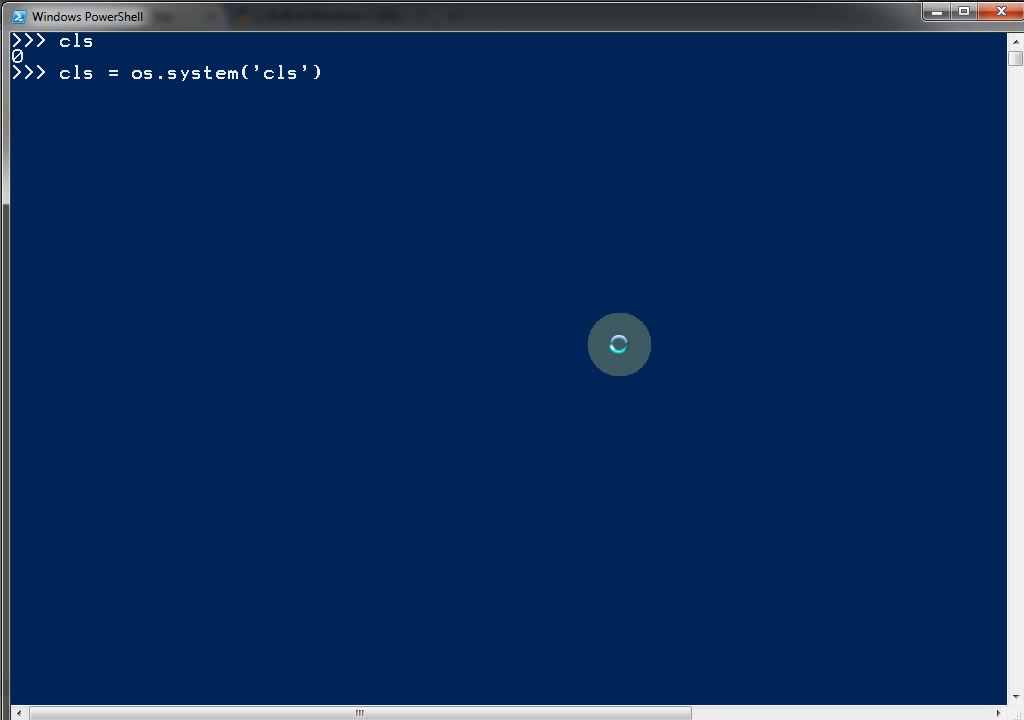 Windows PowerShell
>>> cls
0
>>> cls = os.system('cls')